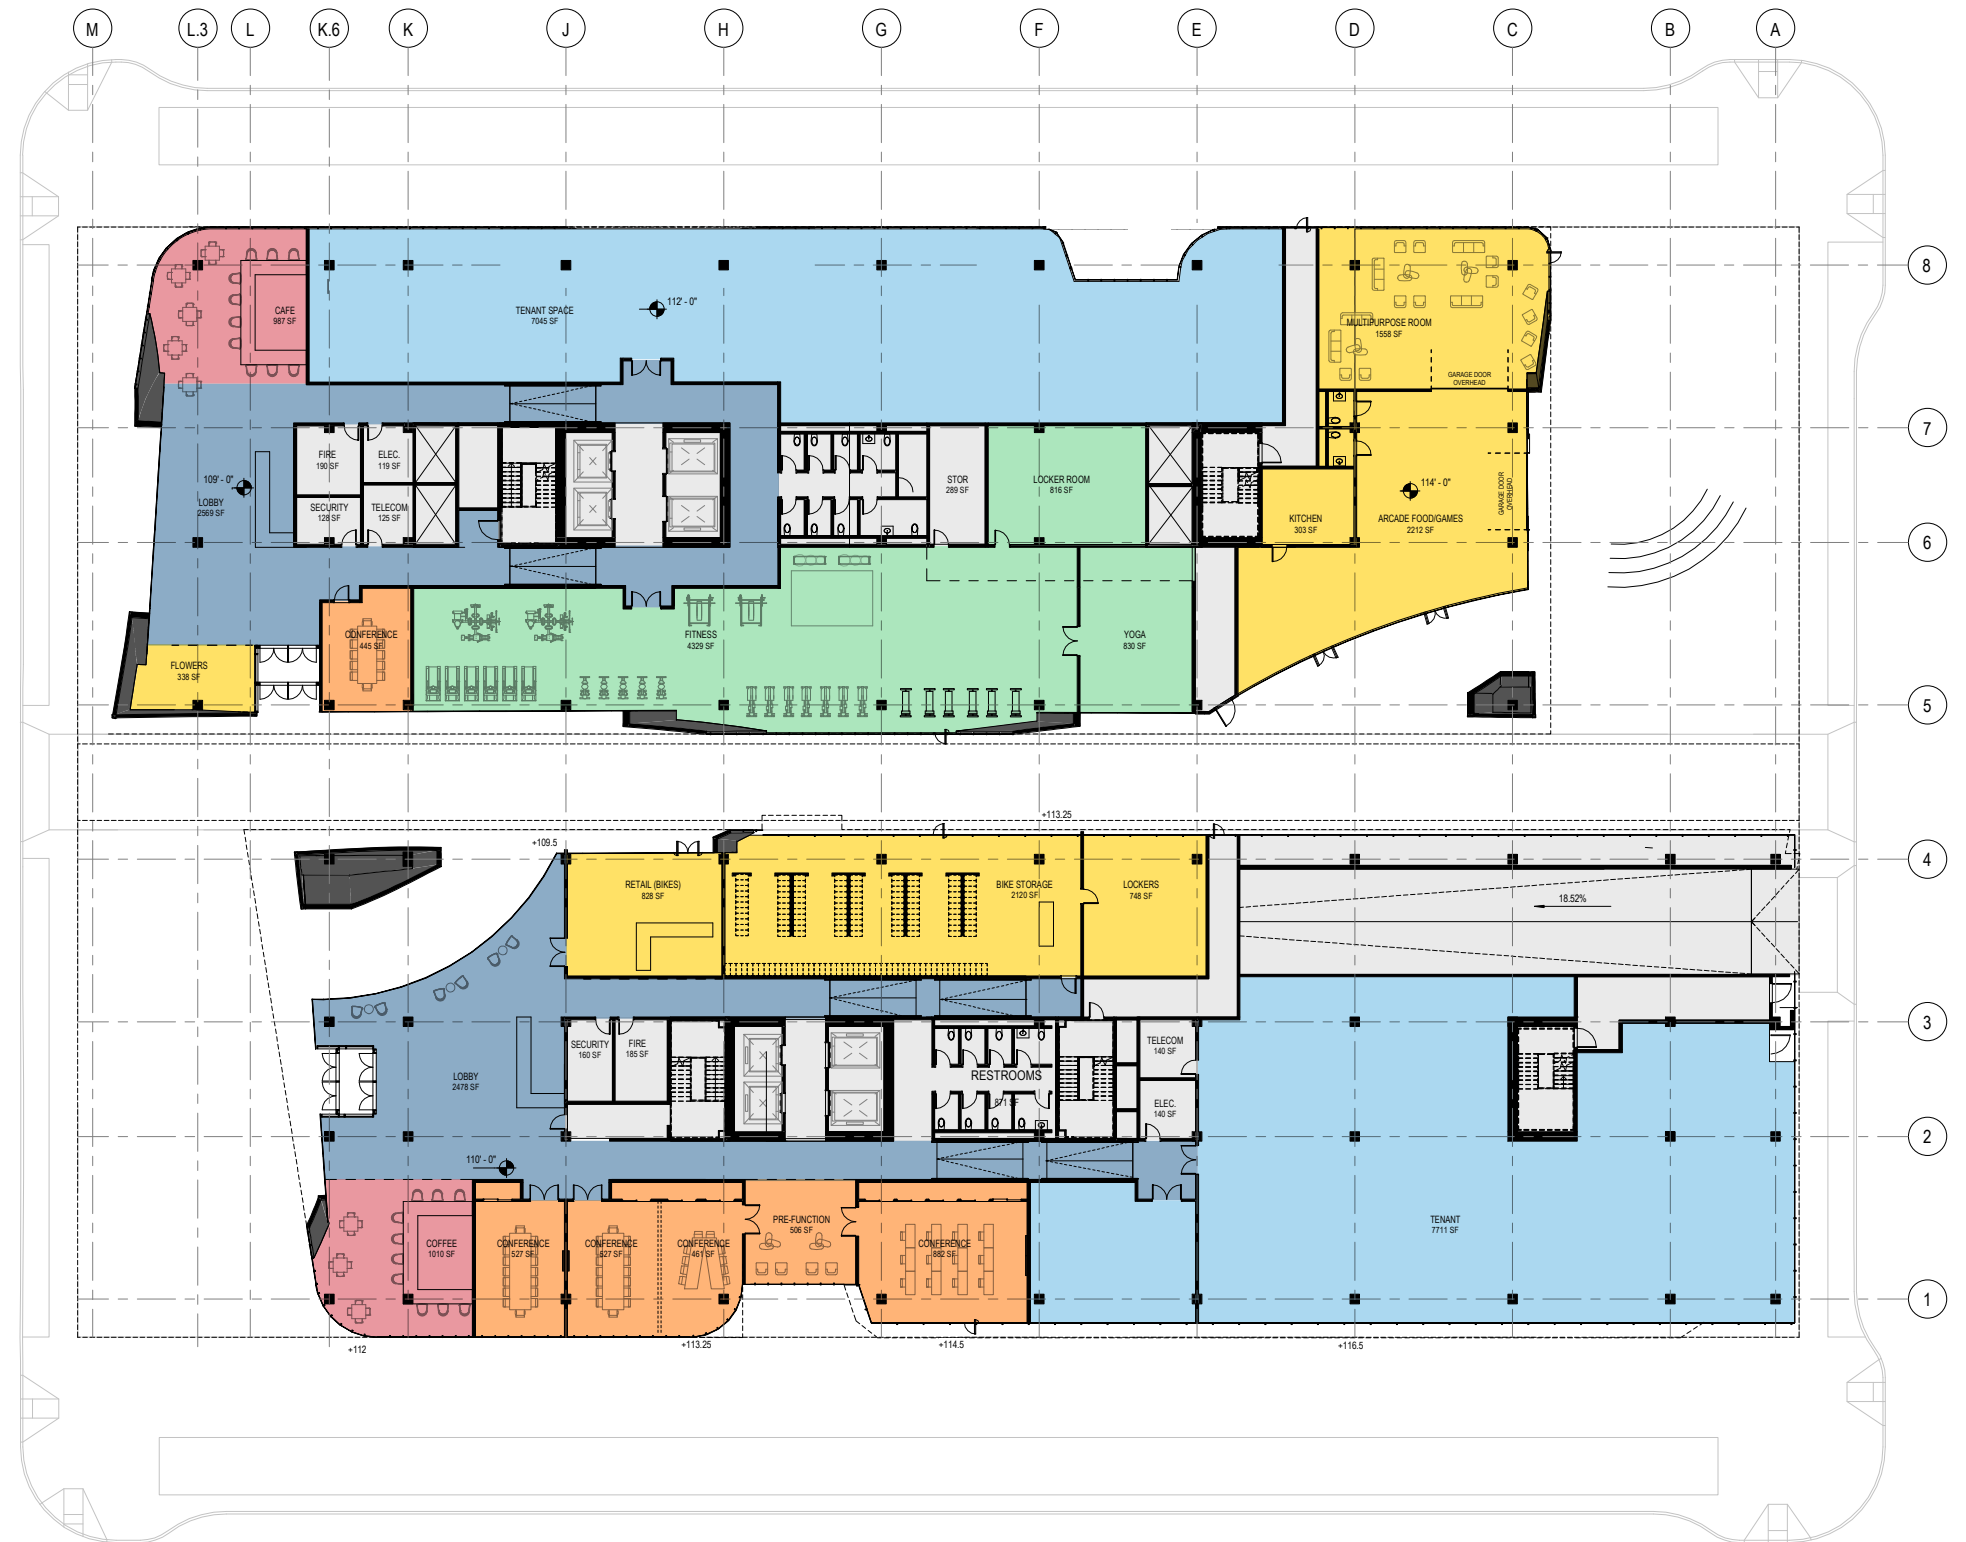 M L.3 L K.6 K J H G F E D C B A
8
CAFE
987 SF
TENANT SPACE
7045 SF
112' - 0"
MULTIPURPOSE ROOM
1558 SF
GARAGE DOOR
OVERHEAD
7
FIRE
190 SF
ELEC.
119 SF
109' - 0"
LOBBY
2569 SF
SECURITY
128 SF
TELECOM
125 SF
STOR
289 SF
LOCKER ROOM
816 SF
KITCHEN
303 SF
114' - 0"
ARCADE FOOD/GAMES
2212 SF
GARAGE DOOR
OVERHEAD
6
FLOWERS
338 SF
CONFERENCE
445 SF
FITNESS
4329 SF
YOGA
830 SF
5
+113.25
+109.5
4
RETAIL (BIKES)
828 SF
BIKE STORAGE
2120 SF
LOCKERS
748 SF
18.52%
3
LOBBY
2478 SF
SECURITY
160 SF
FIRE
185 SF
RESTROOMS
871 SF
TELECOM
140 SF
ELEC.
140 SF
2
110' - 0"
COFFEE
1010 SF
CONFERENCE
527 SF
CONFERENCE
527 SF
CONFERENCE
461 SF
PRE-FUNCTION
506 SF
CONFERENCE
882 SF
TENANT
7711 SF
1
+112
+113.25
+114.5
+116.5